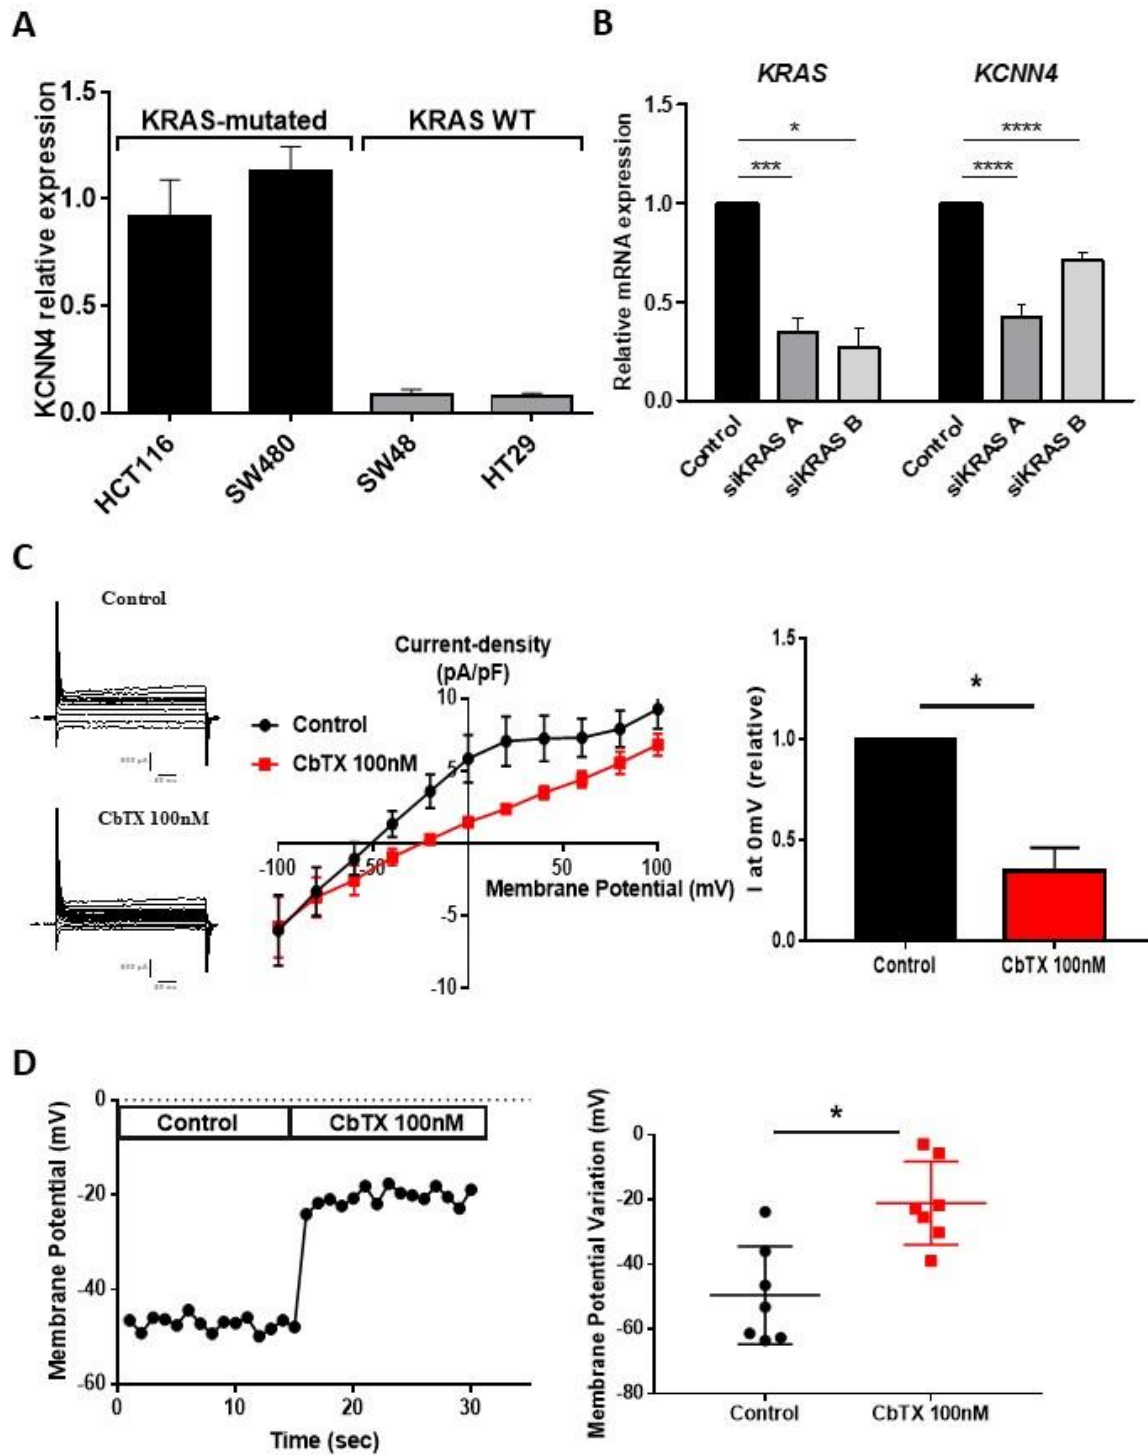 A
KCNN4 relative expression
1.5
1.0
0.5
0.0
KRAS-mutated
KRAS WT
HCT116
SW480
SW48
HT29
B
KRAS
KCNN4
Relative mRNA expression
1.5
1.0
0.5
0.0
*
***
****
****
Control
siKRAS A
siKRAS B
Control
siKRAS A
siKRAS B
C
Control
CbTX 100nM
Current-density
(pA/pF)
Control
CbTX 100nM
10
5
-5
-10
-100
-50
50
100
Membrane Potential (mV)
I at 0mV (relative)
1.5
1.0
0.5
0.0
*
Control
CbTX 100nM
D
Membrane Potential (mV)
0
-20
-40
-60
Control
CbTX 100nM
0
10
20
30
Time (sec)
Membrane Potential Variation (mV)
0
-20
-40
-60
-80
*
Control
CbTX 100nM